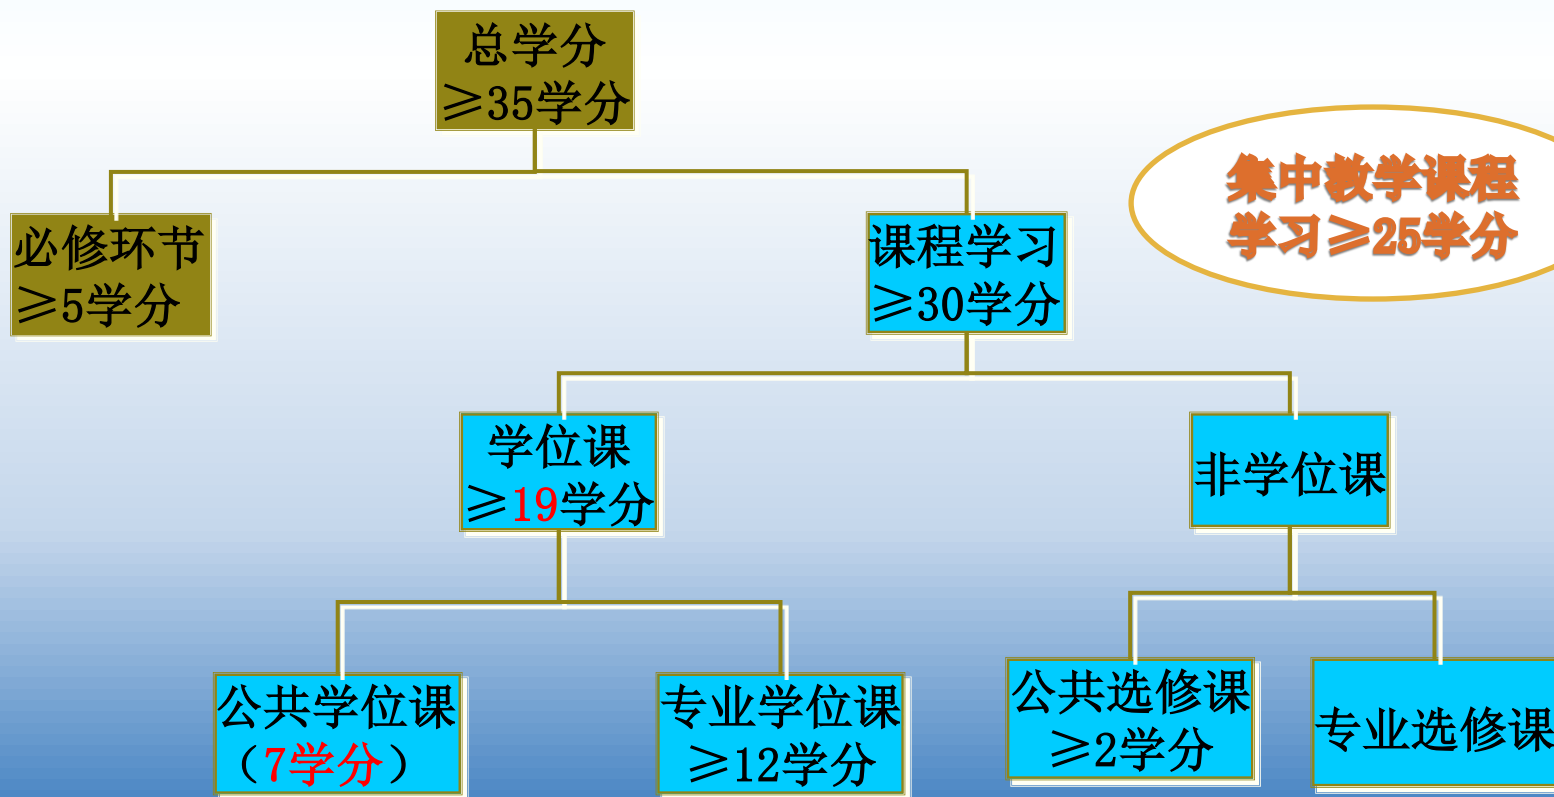 总学分
≥35学分
集中教学课程
学习≥25学分
必修环节
≥5学分
课程学习
≥30学分
学位课
≥19学分
非学位课
公共学位课
（7学分）
专业学位课
≥12学分
公共选修课
≥2学分
专业选修课